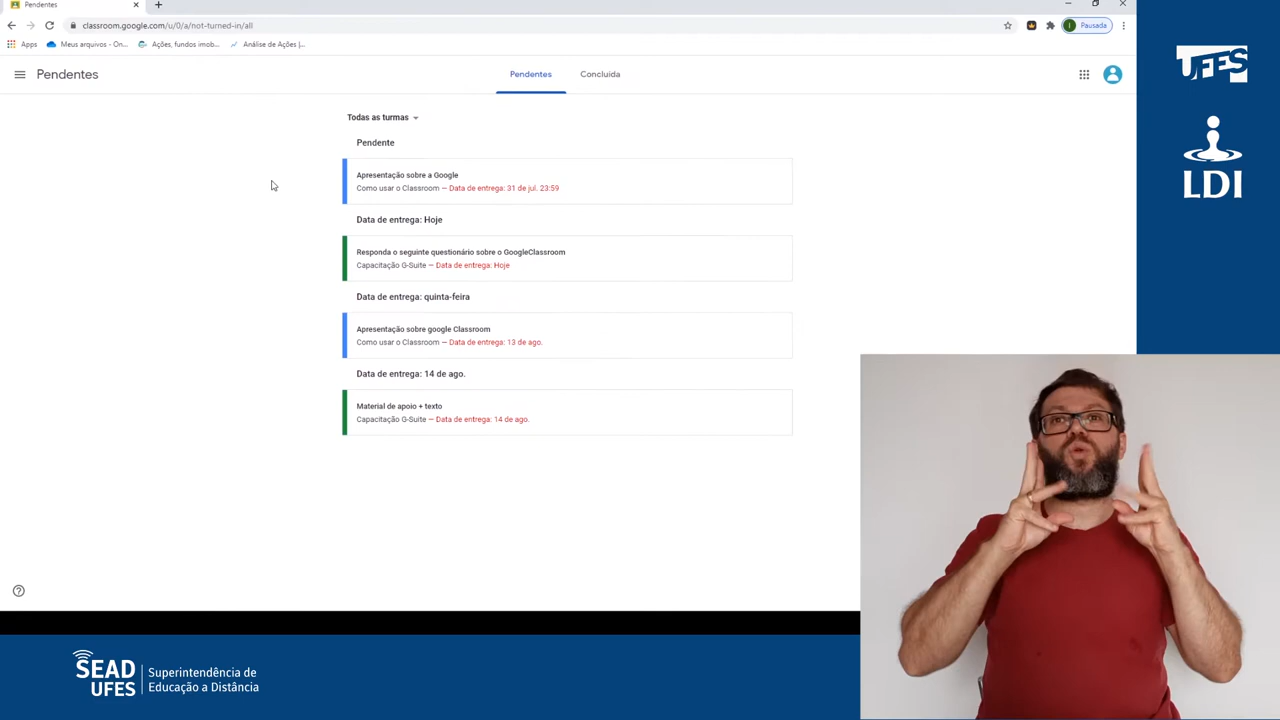 Pendentes
classroom.google.com/u/0/a/not-turned-in/all
Pausada
Apps
Meus arquivos - On...
Ações, fundos imob...
Análise de Ações |...
Pendentes
Pendentes
Concluída
Todas as turmas
Pendente
Apresentação sobre a Google
Como usar o Classroom — Data de entrega: 31 de jul. 23:59
Data de entrega: Hoje
Responda o seguinte questionário sobre o GoogleClassroom
Capacitação G-Suite — Data de entrega: Hoje
Data de entrega: quinta-feira
Apresentação sobre google Classroom
Como usar o Classroom — Data de entrega: 13 de ago.
Data de entrega: 14 de ago.
Material de apoio + texto
Capacitação G-Suite — Data de entrega: 14 de ago.
UFES
LDI
SEAD
UFES
Superintendência de
Educação a Distância